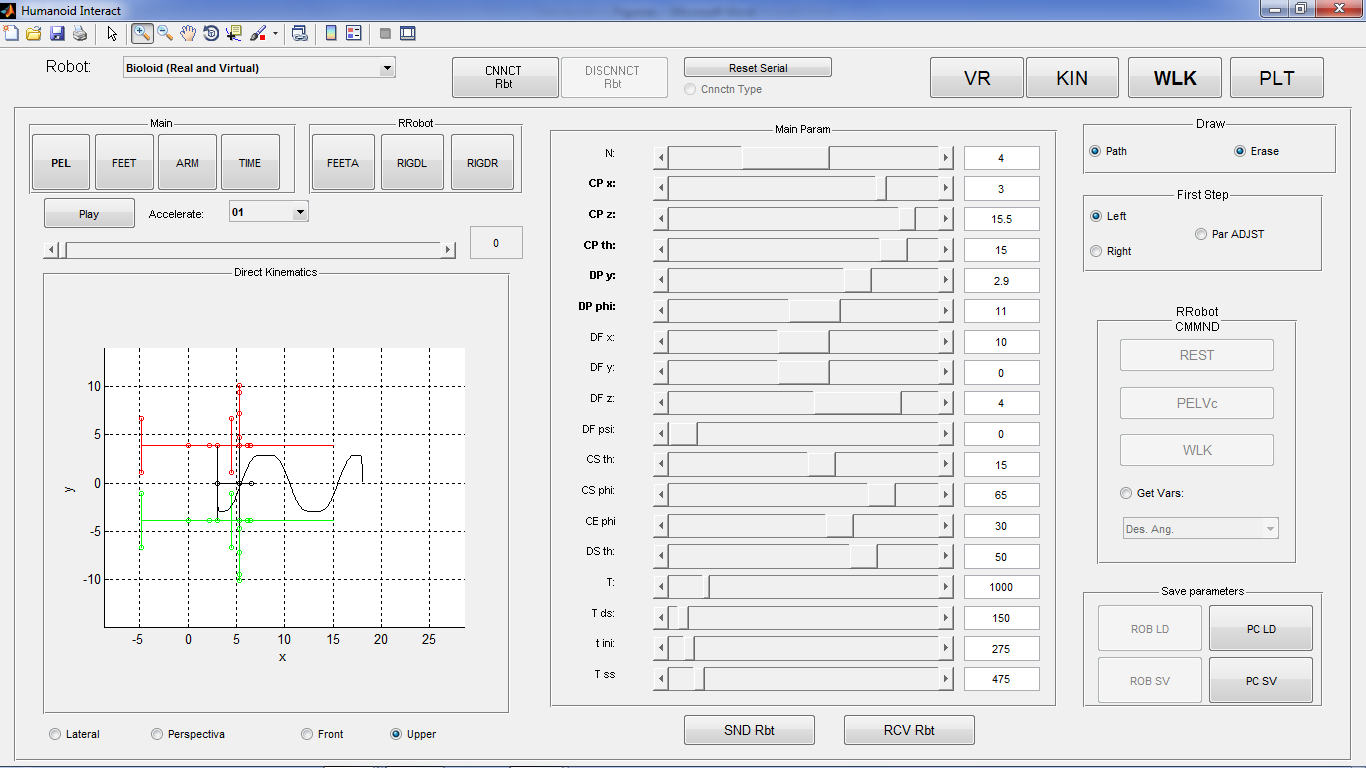 Humanoid Interact
Robot:
Bioloid (Real and Virtual)
CNNCT
Rbt
DISCNNCT
Rbt
Reset Serial
Cnnctn Type
VR
KIN
WLK
PLT
Main
PEL
FEET
ARM
TIME
RRobot
FEETA
RIGDL
RIGDR
Play
Accelerate:
01
0
Direct Kinematics
10
5
0
-5
-10
y
-5
0
5
10
15
20
25
x
Lateral
Perspectiva
Front
Upper
Main Param
N:
4
CP x:
3
CP z:
15.5
CP th:
15
DP y:
2.9
DP phi:
11
DF x:
10
DF y:
0
DF z:
4
DF psi:
0
CS th:
15
CS phi:
65
CE phi
30
DS th:
50
T:
1000
T ds:
150
t ini:
275
T ss
475
SND Rbt
RCV Rbt
Draw
Path
Erase
First Step
Left
Par ADJST
Right
RRobot
CMMND
REST
PELVc
WLK
Get Vars:
Des. Ang.
Save parameters
ROB LD
PC LD
ROB SV
PC SV